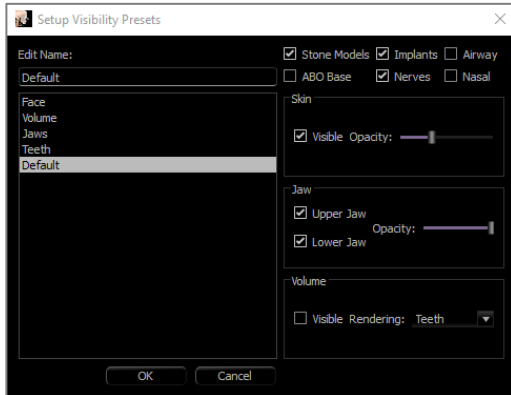 Setup Visibility Presets
Edit Name:
Default
Face
Volume
Jaws
Teeth
Default
Stone Models Implants Airway
ABO Base Nerves Nasal
Skin
Visible Opacity:
Jaw
Upper Jaw
Opacity:
Lower Jaw
Volume
Visible Rendering: Teeth
OK Cancel